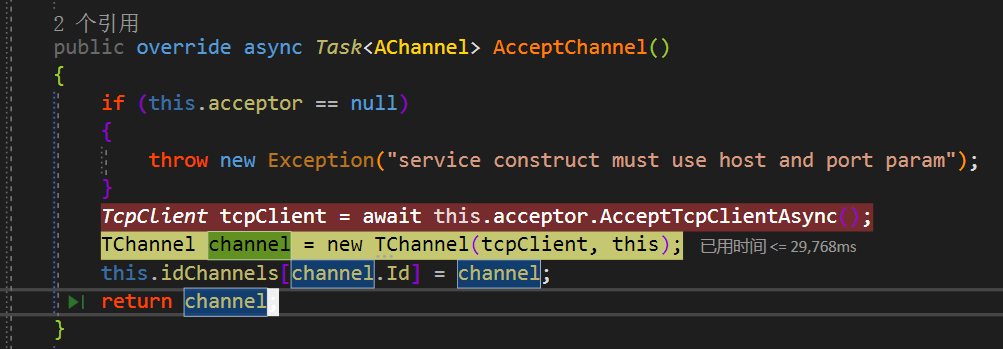 2 个引用
public override async Task<AChannel> AcceptChannel()
{
if (this.acceptor == null)
{
throw new Exception("service construct must use host and port param");
}
TcpClient tcpClient = await this.acceptor.AcceptTcpClientAsync();
TChannel channel = new TChannel(tcpClient, this); 已用时间 <= 29,768ms
this.idChannels[channel.Id] = channel;
return channel;
}